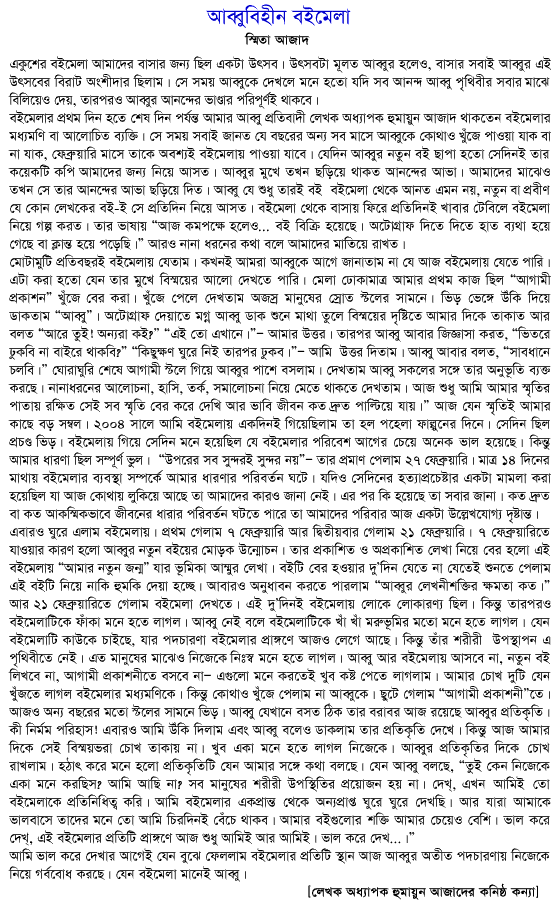 আব্বুবিহীন বইমেলা
স্মিতা আজাদ
একুশের বইমেলা আমাদের বাসার জন্য ছিল একটা উৎসব। উৎসবটা মূলত আব্বুর হলেও, বাসার সবাই আব্বুর এই
উৎসবের বিরাট অংশীদার ছিলাম। সে সময় আব্বুকে দেখলে মনে হতো যদি সব আনন্দ আব্বু পৃথিবীর সবার মাঝে
বিলিয়েও দেয়, তারপরও আব্বুর আনন্দের ভাণ্ডার পরিপূর্ণই থাকবে।
বইমেলার প্রথম দিন হতে শেষ দিন পর্যন্ত আমার আব্বু প্রতিবাদী লেখক অধ্যাপক হুমায়ুন আজাদ থাকতেন বইমেলার
মধ্যমণি বা আলোচিত ব্যক্তি। সে সময় সবাই জানত যে বছরের অন্য সব মাসে আব্বুকে কোথাও খুঁজে পাওয়া যাক বা
না যাক, ফেব্রুয়ারি মাসে তাকে অবশ্যই বইমেলায় পাওয়া যাবে। যেদিন আব্বুর নতুন বই ছাপা হতো সেদিনই তার
কয়েকটি কপি আমাদের জন্য নিয়ে আসত। আব্বুর মুখে তখন ছড়িয়ে থাকত আনন্দের আভা। আমাদের মাঝেও
তখন সে তার আনন্দের আভা ছড়িয়ে দিত। আব্বু যে শুধু তারই বই বইমেলা থেকে আনত এমন নয়, নতুন বা প্রবীণ
যে কোন লেখকের বই-ই সে প্রতিদিন নিয়ে আসত। বইমেলা থেকে বাসায় ফিরে প্রতিদিনই খাবার টেবিলে বইমেলা
নিয়ে গল্প করত। তার ভাষায় “আজ কমপক্ষে হলেও... বই বিক্রি হয়েছে। অটোগ্রাফ দিতে দিতে হাত ব্যথা হয়ে
গেছে বা ক্লান্ত হয়ে পড়েছি।” আরও নানা ধরনের কথা বলে আমাদের মাতিয়ে রাখত।
মোটামুটি প্রতিবছরই বইমেলায় যেতাম। কখনই আমরা আব্বুকে আগে জানাতাম না যে আজ বইমেলায় যেতে পারি।
এটা করা হতো যেন তার মুখে বিস্ময়ের আলো দেখতে পারি। মেলা ঢোকামাত্র আমার প্রথম কাজ ছিল “আগামী
প্রকাশন” খুঁজে বের করা। খুঁজে পেলে দেখতাম অজস্র মানুষের স্রোত স্টলের সামনে। ভিড় ভেঙ্গে উঁকি দিয়ে
ডাকতাম “আব্বু”। অটোগ্রাফ দেয়াতে মগ্ন আব্বু ডাক শুনে মাথা তুলে বিস্ময়ের দৃষ্টিতে আমার দিকে তাকাত আর
বলত “আরে তুই! অন্যরা কই?” “এই তো এখানে।”– আমার উত্তর। তারপর আব্বু আবার জিজ্ঞাসা করত, “ভিতরে
ঢুকবি না বাইরে থাকবি?” “কিছুক্ষণ ঘুরে নিই তারপর ঢুকব।”– আমি উত্তর দিতাম। আব্বু আবার বলত, “সাবধানে
চলবি।” ঘোরাঘুরি শেষে আগামী স্টলে গিয়ে আব্বুর পাশে বসলাম। দেখতাম আব্বু সকলের সঙ্গে তার অনুভূতি ব্যক্ত
করছে। নানাধরনের আলোচনা, হাসি, তর্ক, সমালোচনা নিয়ে মেতে থাকতে দেখতাম। আজ শুধু আমি আমার স্মৃতির
পাতায় রক্ষিত সেই সব স্মৃতি বের করে দেখি আর ভাবি জীবন কত দ্রুত পাল্টিয়ে যায়।” আজ যেন স্মৃতিই আমার
কাছে বড় সম্বল। ২০০৪ সালে আমি বইমেলায় একদিনই গিয়েছিলাম তা হল পহেলা ফাল্গুনের দিনে। সেদিন ছিল
প্রচণ্ড ভিড়। বইমেলায় গিয়ে সেদিন মনে হয়েছিল যে বইমেলার পরিবেশ আগের চেয়ে অনেক ভাল হয়েছে। কিন্তু
আমার ধারণা ছিল সম্পূর্ণ ভুল। “উপরের সব সুন্দরই সুন্দর নয়”– তার প্রমাণ পেলাম ২৭ ফেব্রুয়ারি। মাত্র ১৪ দিনের
মাথায় বইমেলার ব্যবস্থা সম্পর্কে আমার ধারণার পরিবর্তন ঘটে। যদিও সেদিনের হত্যাপ্রচেষ্টার একটা মামলা করা
হয়েছিল যা আজ কোথায় লুকিয়ে আছে তা আমাদের কারও জানা নেই। এর পর কি হয়েছে তা সবার জানা। কত দ্রুত
বা কত আকস্মিকভাবে জীবনের ধারার পরিবর্তন ঘটতে পারে তা আমাদের পরিবার আজ একটা উল্লেখযোগ্য দৃষ্টান্ত।
এবারও ঘুরে এলাম বইমেলায়। প্রথম গেলাম ৭ ফেব্রুয়ারি আর দ্বিতীয়বার গেলাম ২১ ফেব্রুয়ারি। ৭ ফেব্রুয়ারিতে
যাওয়ার কারণ হলো আব্বুর নতুন বইয়ের মোড়ক উন্মোচন। তার প্রকাশিত ও অপ্রকাশিত লেখা নিয়ে বের হলো এই
বইমেলায় “আমার নতুন জন্ম” যার ভূমিকা আম্মুর লেখা। বইটি বের হওয়ার দু’দিন যেতে না যেতেই শুনতে পেলাম
এই বইটি নিয়ে নাকি হুমকি দেয়া হচ্ছে। আবারও অনুধাবন করতে পারলাম “আব্বুর লেখনীশক্তির ক্ষমতা কত।”
আর ২১ ফেব্রুয়ারিতে গেলাম বইমেলা দেখতে। এই দু’দিনই বইমেলায় লোকে লোকারণ্য ছিল। কিন্তু তারপরও
বইমেলাটিকে ফাঁকা মনে হতে লাগল। আব্বু নেই বলে বইমেলাটিকে খাঁ খাঁ মরুভূমির মতো মনে হতে লাগল। যেন
বইমেলাটি কাউকে চাইছে, যার পদচারণা বইমেলার প্রাঙ্গণে আজও লেগে আছে। কিন্তু তাঁর শরীরী উপস্থাপন এ
পৃথিবীতে নেই। এত মানুষের মাঝেও নিজেকে নিঃস্ব মনে হতে লাগল। আব্বু আর বইমেলায় আসবে না, নতুন বই
লিখবে না, আগামী প্রকাশনীতে বসবে না– এগুলো মনে করতেই খুব কষ্ট পেতে লাগলাম। আমার চোখ দুটি যেন
খুঁজতে লাগল বইমেলার মধ্যমণিকে। কিন্তু কোথাও খুঁজে পেলাম না আব্বুকে। ছুটে গেলাম “আগামী প্রকাশনী”তে।
আজও অন্য বছরের মতো স্টলের সামনে ভিড়। আব্বু যেখানে বসত ঠিক তার বরাবর আজ রয়েছে আব্বুর প্রতিকৃতি।
কী নির্মম পরিহাস! এবারও আমি উঁকি দিলাম এবং আব্বু বলেও ডাকলাম তার প্রতিকৃতি দেখে। কিন্তু আজ আমার
দিকে সেই বিস্ময়ভরা চোখ তাকায় না। খুব একা মনে হতে লাগল নিজেকে। আব্বুর প্রতিকৃতির দিকে চোখ
রাখলাম। হঠাৎ করে মনে হলো প্রতিকৃতিটি যেন আমার সঙ্গে কথা বলছে। যেন আব্বু বলছে, “তুই কেন নিজেকে
একা মনে করছিস? আমি আছি না? সব মানুষের শরীরী উপস্থিতির প্রয়োজন হয় না। দেখ্, এখন আমিই তো
বইমেলাকে প্রতিনিধিত্ব করি। আমি বইমেলার একপ্রান্ত থেকে অন্যপ্রান্ত ঘুরে ঘুরে দেখছি। আর যারা আমাকে
ভালবাসে তাদের মনে তো আমি চিরদিনই বেঁচে থাকব। আমার বইগুলোর শক্তি আমার চেয়েও বেশি। ভাল করে
দেখ্, এই বইমেলার প্রতিটি প্রাঙ্গণে আজ শুধু আমিই আর আমিই। ভাল করে দেখ...।”
আমি ভাল করে দেখার আগেই যেন বুঝে ফেললাম বইমেলার প্রতিটি স্থান আজ আব্বুর অতীত পদচারণায় নিজেকে
নিয়ে গর্ববোধ করছে। যেন বইমেলা মানেই আব্বু।
[লেখক অধ্যাপক হুমায়ুন আজাদের কনিষ্ঠ কন্যা]